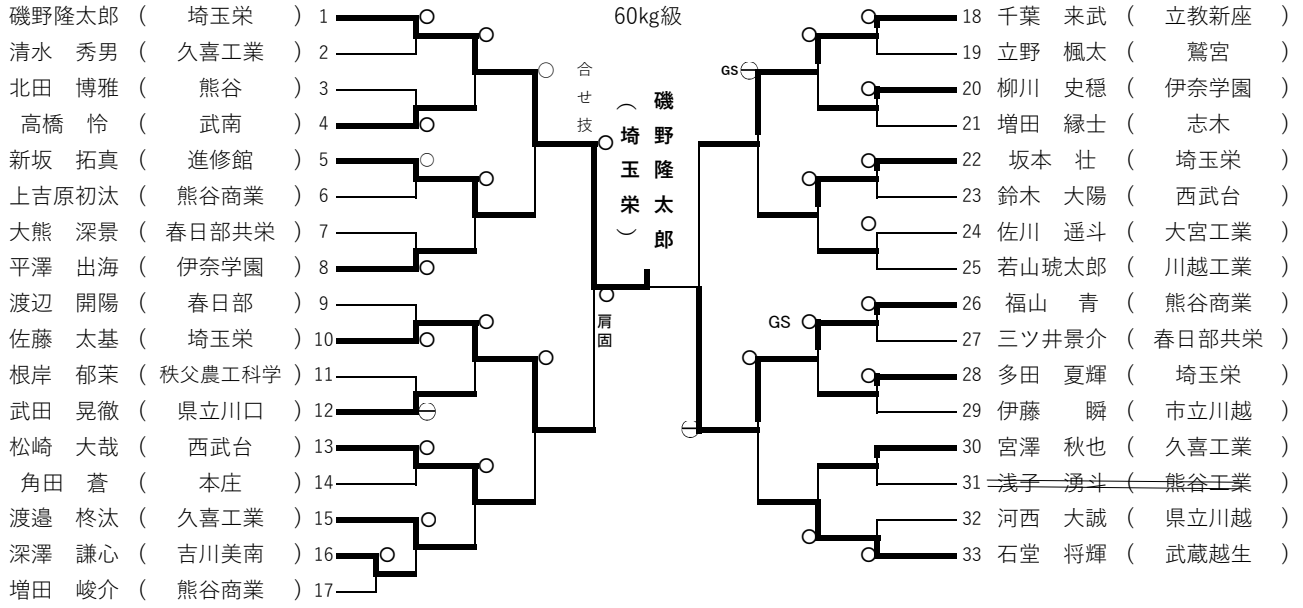 60kg級
磯野隆太郎 ( 埼玉栄 ) 1
清水 秀男 ( 久喜工業 ) 2
北田 博雅 ( 熊谷 ) 3
高橋 怜 ( 武南 ) 4
新坂 拓真 ( 進修館 ) 5
上吉原初汰 ( 熊谷商業 ) 6
大熊 深景 ( 春日部共栄 ) 7
平澤 出海 ( 伊奈学園 ) 8
渡辺 開陽 ( 春日部 ) 9
佐藤 太基 ( 埼玉栄 ) 10
根岸 郁茉 ( 秩父農工科学 ) 11
武田 晃徹 ( 県立川口 ) 12
松崎 大哉 ( 西武台 ) 13
角田 蒼 ( 本庄 ) 14
渡邉 柊汰 ( 久喜工業 ) 15
深澤 謙心 ( 吉川美南 ) 16
増田 峻介 ( 熊谷商業 ) 17
合せ技
磯野隆太郎
(埼玉栄)
肩固
GS
GS
18 千葉 来武 ( 立教新座 )
19 立野 楓太 ( 鷲宮 )
20 柳川 史穏 ( 伊奈学園 )
21 増田 縁士 ( 志木 )
22 坂本 壮 ( 埼玉栄 )
23 鈴木 大陽 ( 西武台 )
24 佐川 遥斗 ( 大宮工業 )
25 若山琥太郎 ( 川越工業 )
26 福山 青 ( 熊谷商業 )
27 三ツ井景介 ( 春日部共栄 )
28 多田 夏輝 ( 埼玉栄 )
29 伊藤 瞬 ( 市立川越 )
30 宮澤 秋也 ( 久喜工業 )
31 浅子 湧斗 ( 熊谷工業 )
32 河西 大誠 ( 県立川越 )
33 石堂 将輝 ( 武蔵越生 )